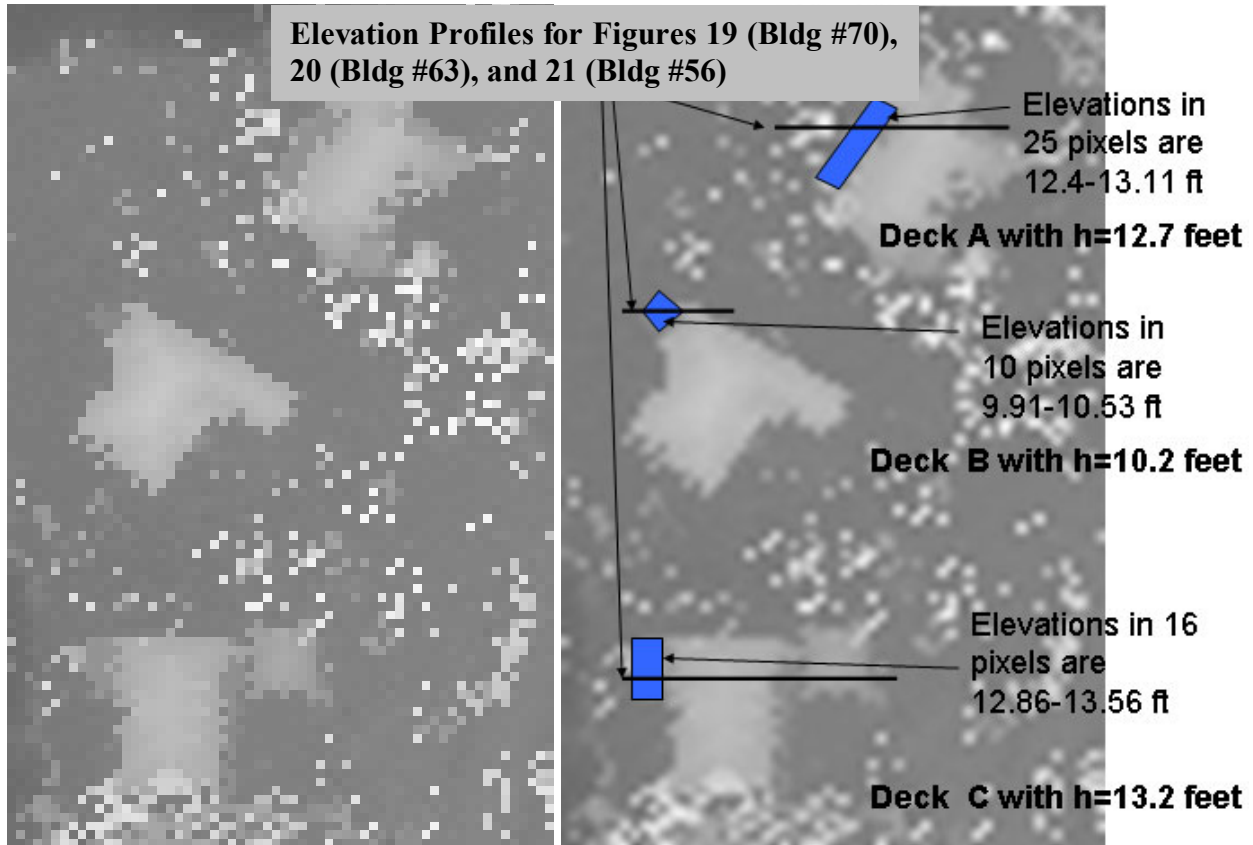 Elevation Profiles for Figures 19 (Bldg #70),
20 (Bldg #63), and 21 (Bldg #56)
Elevations in
25 pixels are
12.4-13.11 ft
Deck A with h=12.7 feet
Elevations in
10 pixels are
9.91-10.53 ft
Deck B with h=10.2 feet
Elevations in 16
pixels are
12.86-13.56 ft
Deck C with h=13.2 feet